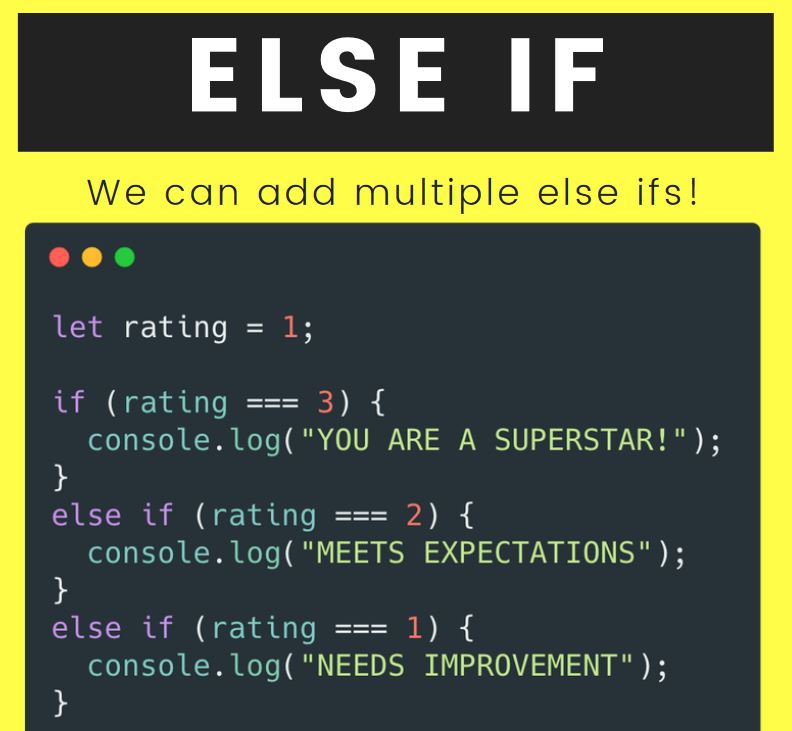 ELSE IF
We can add multiple else ifs!
let rating = 1;
if (rating === 3) {
  console.log("YOU ARE A SUPERSTAR!");
}
else if (rating === 2) {
  console.log("MEETS EXPECTATIONS");
}
else if (rating === 1) {
  console.log("NEEDS IMPROVEMENT");
}